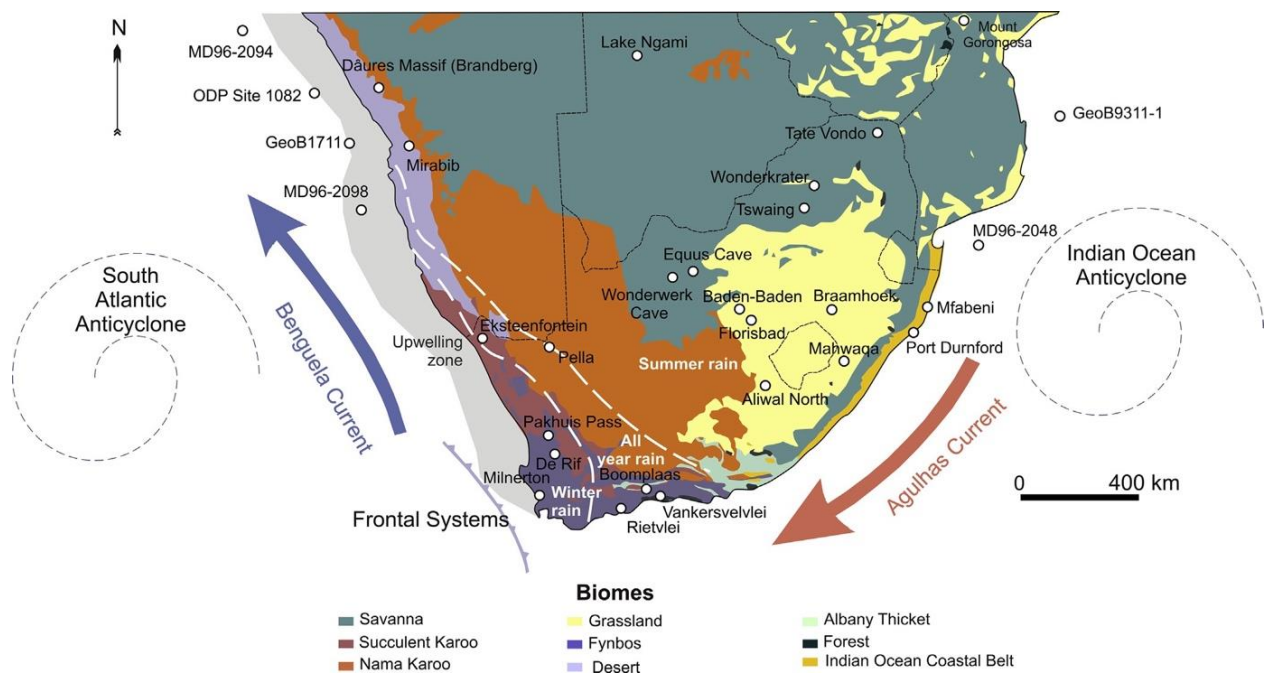 N
MD96-2094
Dâures Massif (Brandberg)
Lake Ngami
Mount
Gorongosa
ODP Site 1082
GeoB9311-1
GeoB1711
Mirabib
Tate Vondo
MD96-2098
Wonderkrater
Tswaing
MD96-2048
South
Atlantic
Anticyclone
Indian Ocean
Anticyclone
Equus Cave
Wonderwerk
Cave
Baden-Baden
Braamhoek
Florisbad
Mfabeni
Port Durnford
Benguela Current
Upwelling
zone
Eksteenfontein
Pella
Summer rain
Mahwaqa
Aliwal North
Agulhas Current
Pakhuis Pass
De Rif
All
year rain
Boomplaas
Milnerton
Winter
rain
Vankersvelvlei
Rietvlei
Frontal Systems
0 400 km
Biomes
Savanna
Succulent Karoo
Nama Karoo
Grassland
Fynbos
Desert
Albany Thicket
Forest
Indian Ocean Coastal Belt